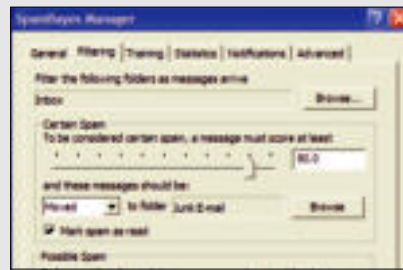 SpamBayes Manager
General Filtering Training Statistics Notifications Advanced
Filter the following folders as messages arrive
Inbox Browse...
Certain Spam
To be considered certain spam, a message must score at least
90.0
and these messages should be:
Moved to folder Junk E-mail Browse
Mark spam as read
Possible Spam